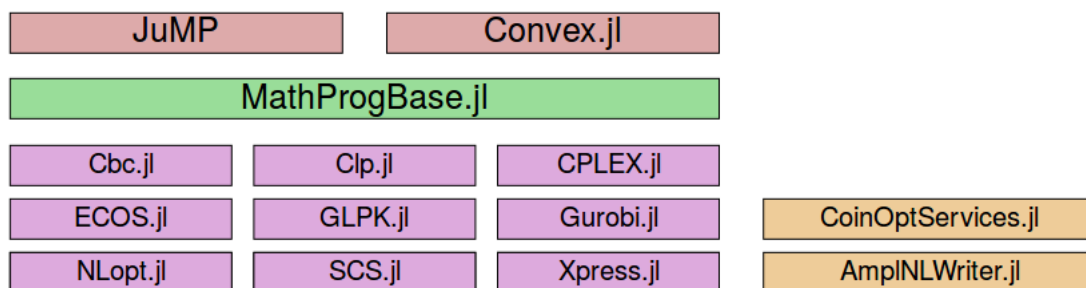 JuMP Convex.jl
MathProgBase.jl
Cbc.jl Clp.jl CPLEX.jl
ECOS.jl GLPK.jl Gurobi.jl CoinOptServices.jl
NLopt.jl SCS.jl Xpress.jl AmplNLWriter.jl